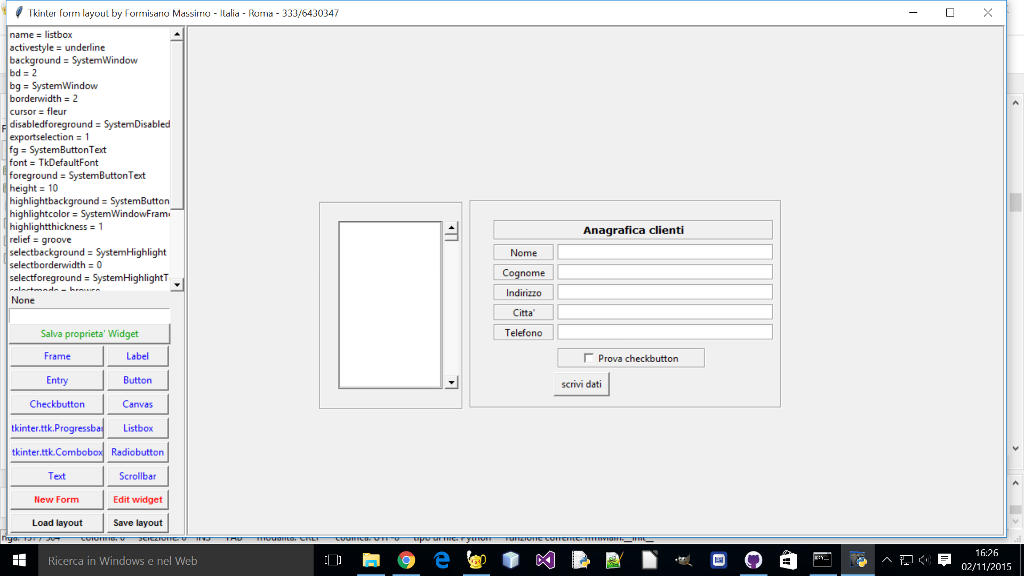 Tkinter form layout by Formisano Massimo - Italia - Roma - 333/6430347
name = listbox
activestyle = underline
background = SystemWindow
bd = 2
bg = SystemWindow
borderwidth = 2
cursor = fleur
disabledforeground = SystemDisabled
exportselection = 1
fg = SystemButtonText
font = TkDefaultFont
foreground = SystemButtonText
height = 10
highlightbackground = SystemButton
highlightcolor = SystemWindowFram
highlightthickness = 1
relief = groove
selectbackground = SystemHighlight
selectborderwidth = 0
selectforeground = SystemHighlightT
selectmode = browse
None
Salva proprieta' Widget
Frame Label
Entry Button
Checkbutton Canvas
tkinter.ttk.Progressbar Listbox
tkinter.ttk.Combobox Radiobutton
Text Scrollbar
New Form Edit widget
Load layout Save layout
Anagrafica clienti
Nome
Cognome
Indirizzo
Citta'
Telefono
Prova checkbutton
scrivi dati
Ricerca in Windows e nel Web
16:26
02/11/2015